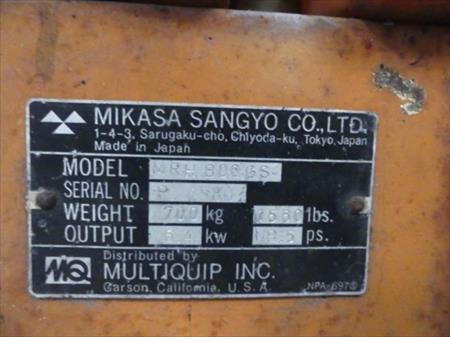 MIKASA SANGYO CO.,LTD.
1-4-3, Sarugaku-cho, Chiyoda-ku, Tokyo, Japan
Made in Japan
MODEL
SERIAL NO.
WEIGHT 700 kg lbs.
OUTPUT kw ps.
Distributed by
MQ MULTIQUIP INC.
Carson, California, U.S.A.